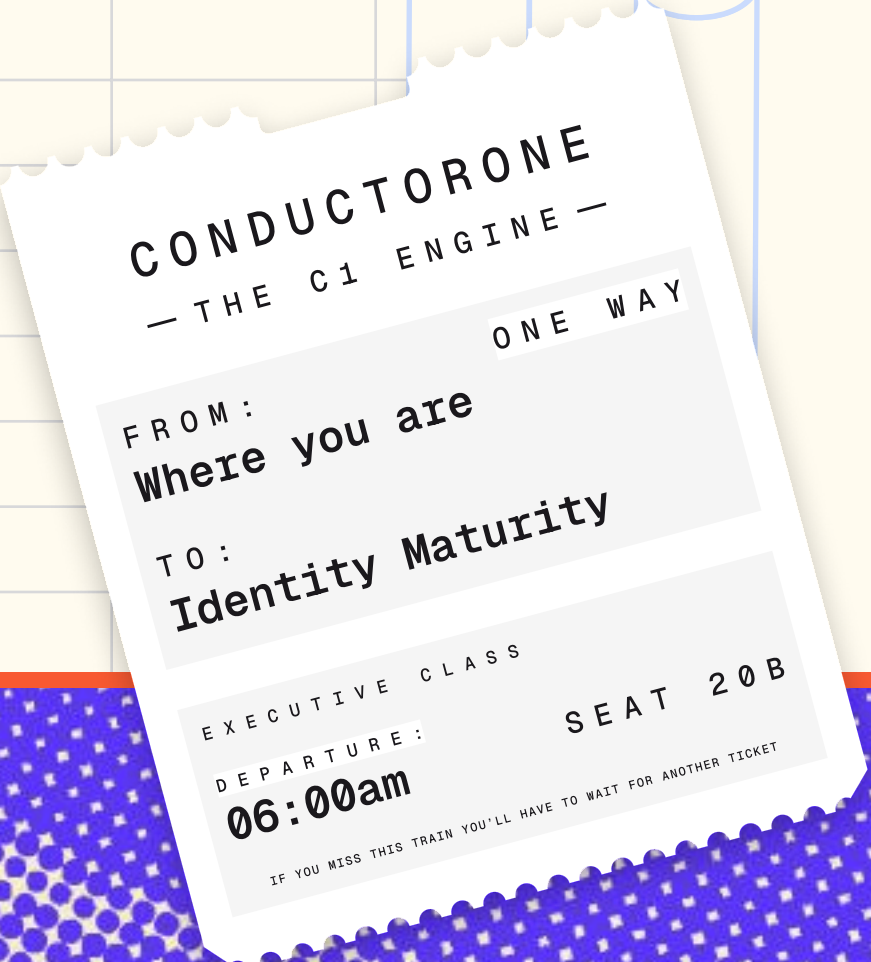 CONDUCTORONE
— THE C1 ENGINE —
ONE WAY
FROM:
Where you are
TO:
Identity Maturity
EXECUTIVE CLASS
SEAT 20B
DEPARTURE:
06:00am
IF YOU MISS THIS TRAIN YOU'LL HAVE TO WAIT FOR ANOTHER TICKET